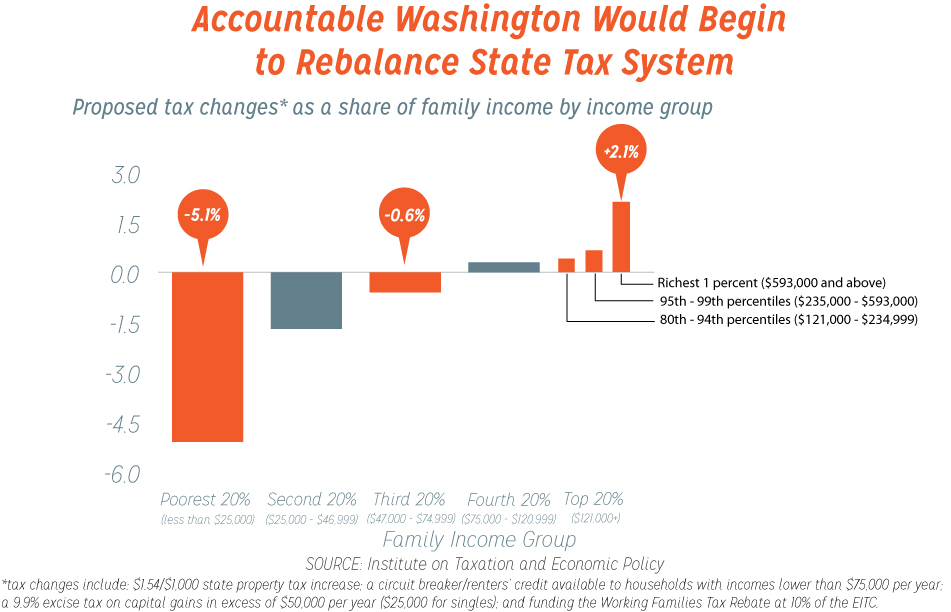 Accountable Washington Would Begin
to Rebalance State Tax System
Proposed tax changes* as a share of family income by income group
3.0
1.5
0.0
-1.5
-3.0
-4.5
-6.0
-5.1%
-0.6%
+2.1%
Richest 1 percent ($593,000 and above)
95th - 99th percentiles ($235,000 - $593,000)
80th - 94th percentiles ($121,000 - $234,999)
Poorest 20%
(less than $25,000)
Second 20%
($25,000 - $46,999)
Third 20%
($47,000 - $74,999)
Fourth 20%
($75,000 - $120,999)
Top 20%
($121,000+)
Family Income Group
SOURCE: Institute on Taxation and Economic Policy
*tax changes include: $1.54/$1,000 state property tax increase; a circuit breaker/renters' credit available to households with incomes lower than $75,000 per year;
a 9.9% excise tax on capital gains in excess of $50,000 per year ($25,000 for singles); and funding the Working Families Tax Rebate at 10% of the EITC.